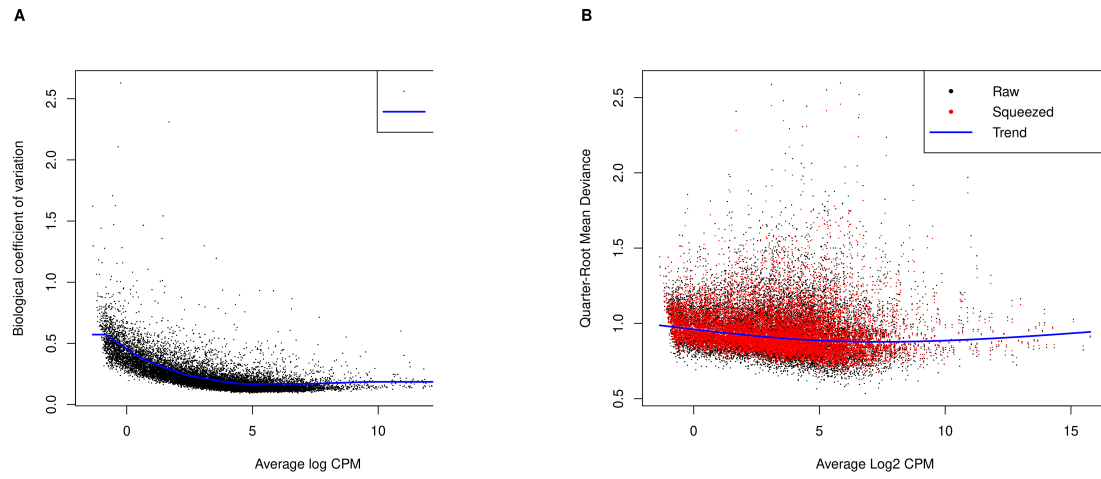 A
Biological coefficient of variation
2.5
2.0
1.5
1.0
0.5
0.0
0 5 10
Average log CPM
B
Quarter-Root Mean Deviance
2.5
2.0
1.5
1.0
0.5
Raw
Squeezed
Trend
0 5 10 15
Average Log2 CPM